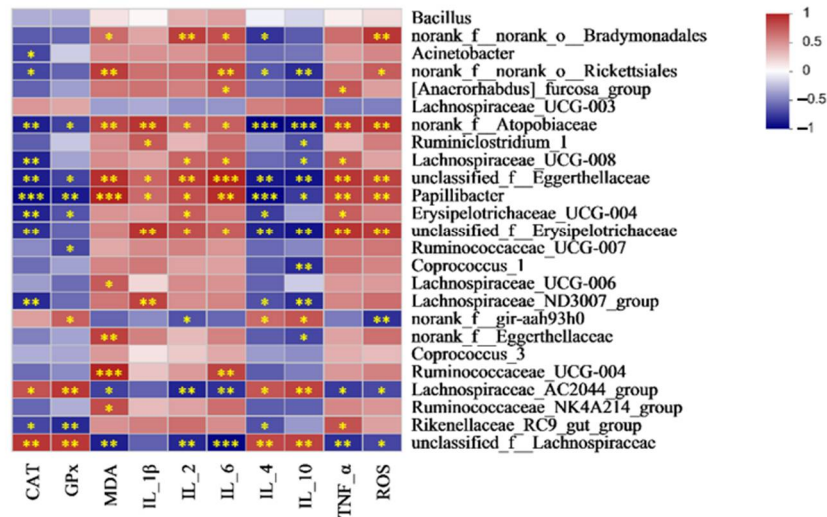 Bacillus
1
norank_f__norank_o__Bradymonadales
* ** * * **
Acinetobacter
0.5
*
norank_f__norank_o__Rickettsiales
* ** ** * ** *
0
[Anacrorhabdus]_furcosa_group
* *
−0.5
Lachnospiraceae_UCG-003
norank_f__Atopobiaceae
−1
** * ** ** * * *** *** ** **
Ruminiclostridium_1
* *
Lachnospiraceae_UCG-008
** * * * *
unclassified_f__Eggerthellaceae
** * ** * ** *** ** ** ** **
Papillibacter
*** ** *** * * ** *** * ** **
Erysipelotrichaceae_UCG-004
** * * * *
unclassified_f__Erysipelotrichaceae
** ** * * ** ** ** **
Ruminococcaceae_UCG-007
*
Coprococcus_1
**
Lachnospiraceae_UCG-006
*
Lachnospiraceae_ND3007_group
** ** * **
norank_f__gir-aah93h0
* * * * **
norank_f__Eggerthellaceae
** *
Coprococcus_3
Ruminococcaceae_UCG-004
*** **
Lachnospiraceae_AC2044_group
* ** * ** ** * ** * *
Ruminococcaceae_NK4A214_group
*
Rikenellaceae_RC9_gut_group
* ** * *
unclassified_f__Lachnospiraceae
** ** ** ** *** ** ** ** *
CAT
GPx
MDA
IL_1β
IL_2
IL_6
IL_4
IL_10
TNF_α
ROS